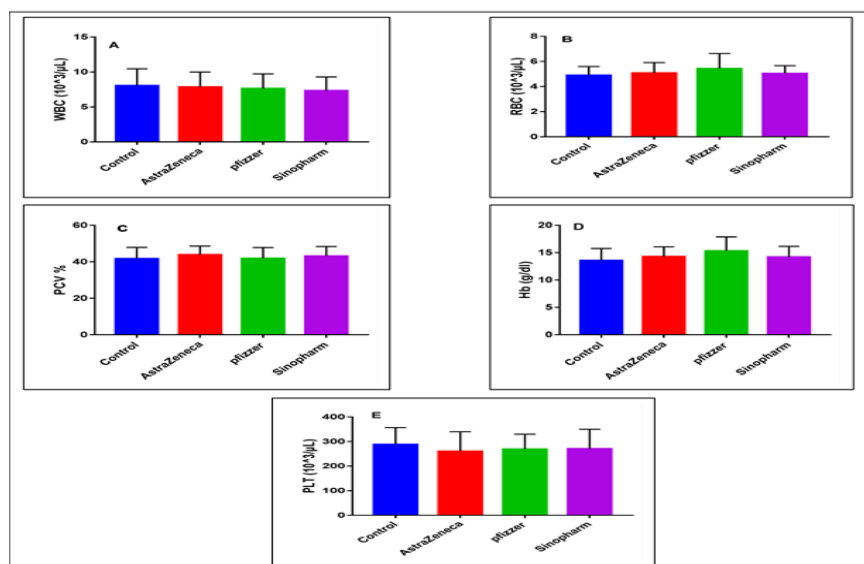 A
WBC (10^3/µL)
15
10
5
0
Control
AstraZeneca
pfizzer
Sinopharm
B
RBC (10^3/µL)
8
6
4
2
0
Control
AstraZeneca
pfizzer
Sinopharm
C
PCV %
60
40
20
0
Control
AstraZeneca
pfizzer
Sinopharm
D
Hb (g/dl)
20
15
10
5
0
Control
AstraZeneca
pfizzer
Sinopharm
E
PLT (10^3/µL)
400
300
200
100
0
Control
AstraZeneca
pfizzer
Sinopharm